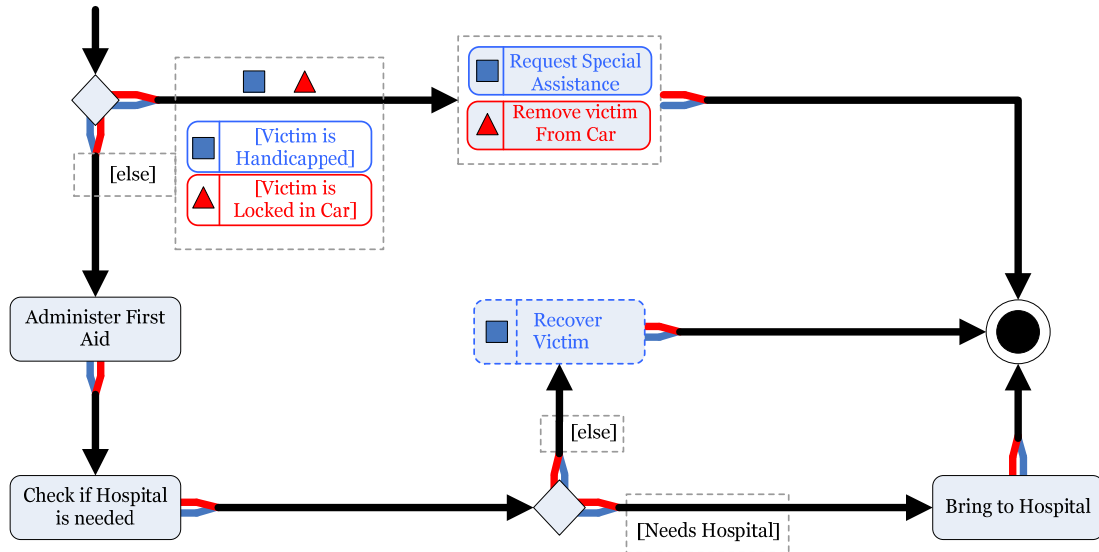 Request Special
Assistance
Remove victim
From Car
[Victim is
Handicapped]
[else]
[Victim is
Locked in Car]
Administer First
Aid
Recover
Victim
[else]
Check if Hospital
is needed
[Needs Hospital]
Bring to Hospital